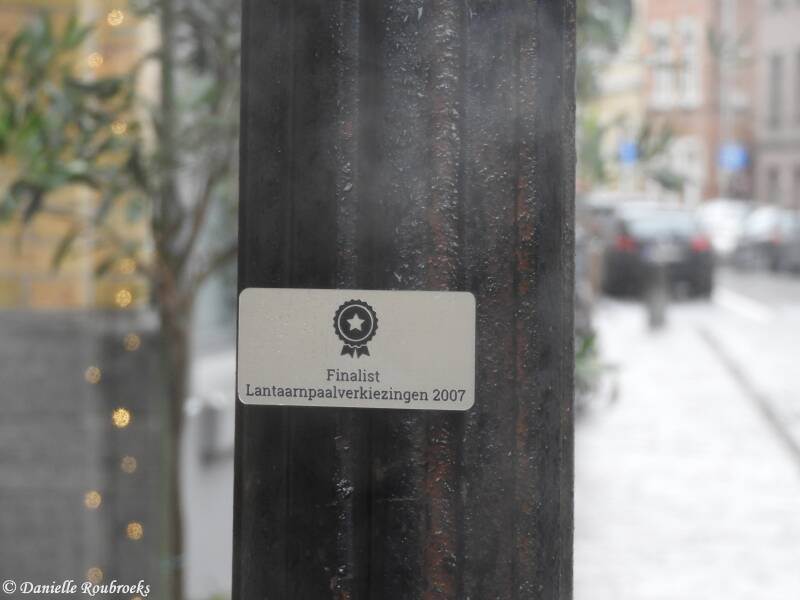 Finalist
Lantaarnpaalverkiezingen 2007
© Danielle Roubroeks